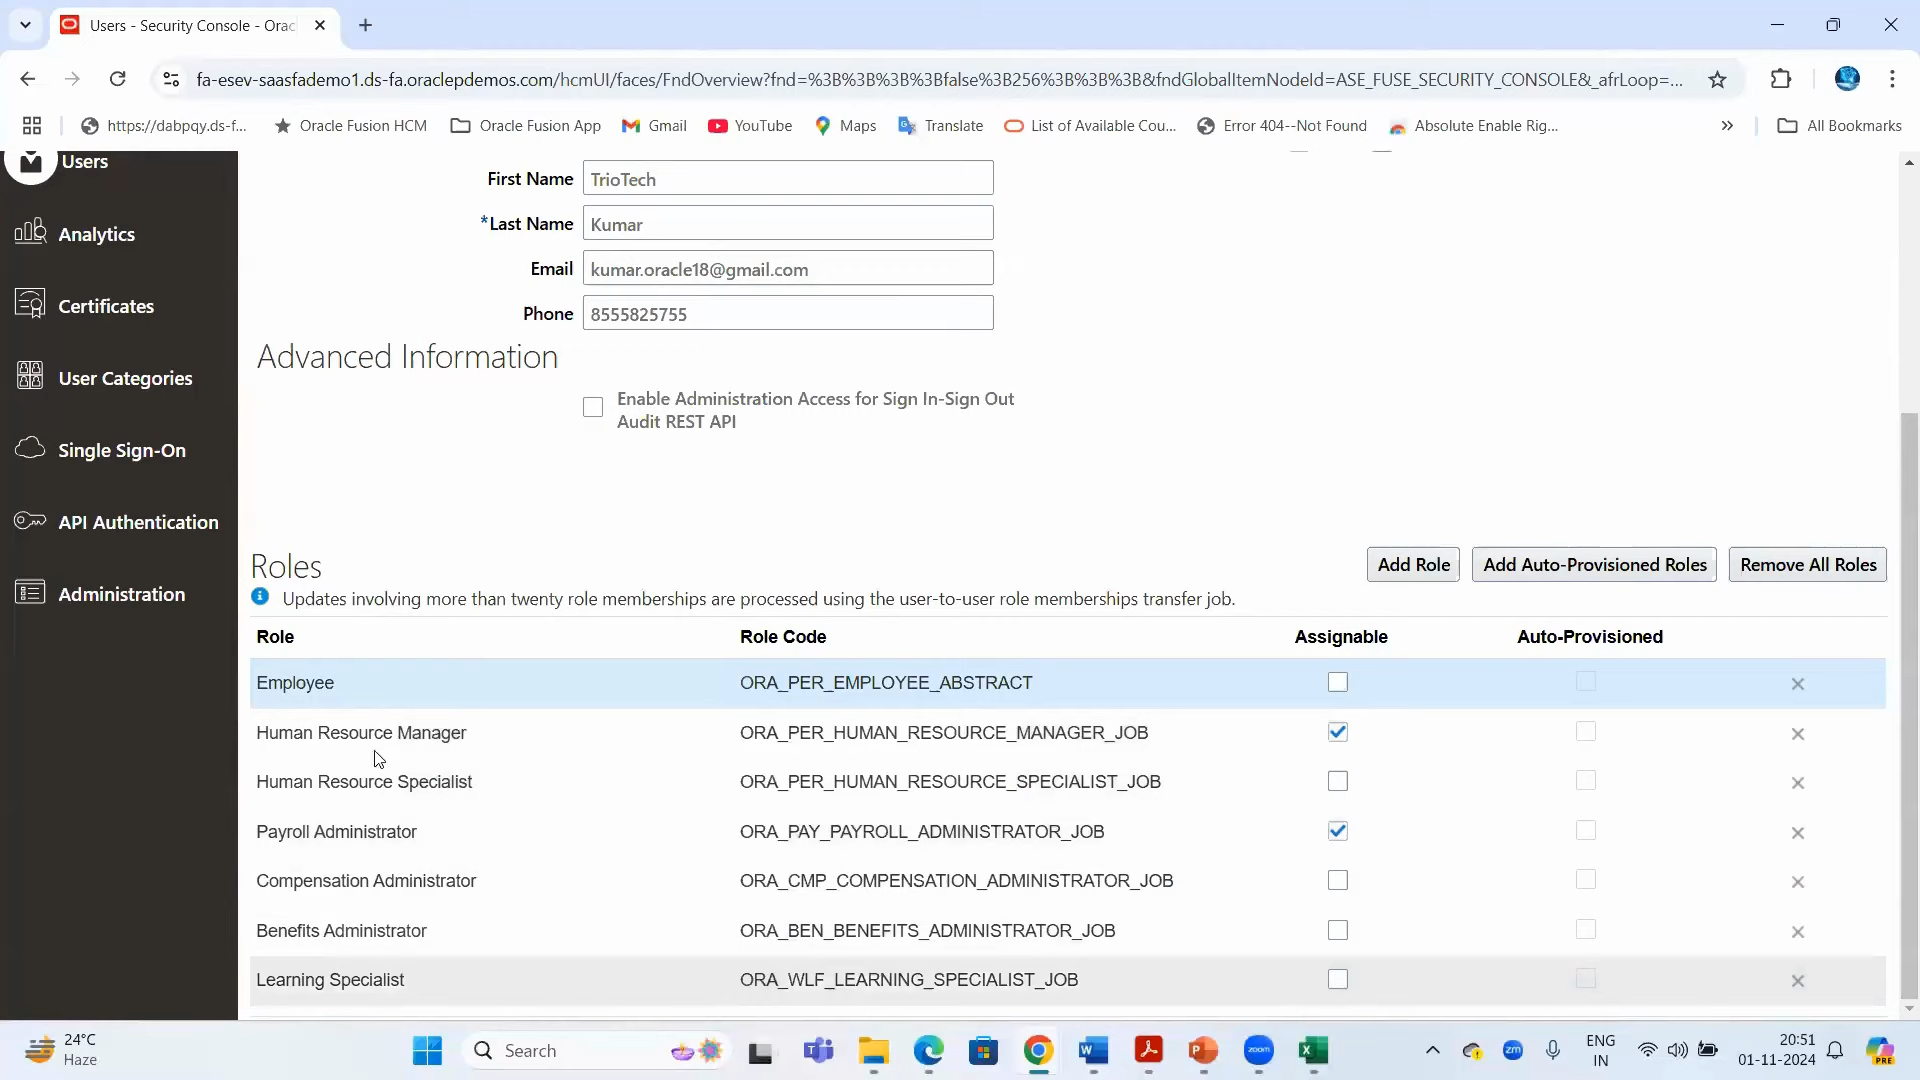 Users - Security Console - Orac
fa-esev-saasfademo1.ds-fa.oraclepdemos.com/hcmUI/faces/FndOverview?fnd=%3B%3B%3B%3Bfalse%3B256%3B%3B%3B&fndGlobalItemNodeId=ASE_FUSE_SECURITY_CONSOLE&_afrLoop=...
https://dabpqy.ds-f...
Oracle Fusion HCM
Oracle Fusion App
Gmail
YouTube
Maps
Translate
List of Available Cou...
Error 404--Not Found
Absolute Enable Rig...
All Bookmarks
Users
Analytics
Certificates
User Categories
Single Sign-On
API Authentication
Administration
First Name TrioTech
*Last Name Kumar
Email kumar.oracle18@gmail.com
Phone 8555825755
Advanced Information
Enable Administration Access for Sign In-Sign Out
Audit REST API
Roles
Add Role
Add Auto-Provisioned Roles
Remove All Roles
Updates involving more than twenty role memberships are processed using the user-to-user role memberships transfer job.
Role Role Code Assignable Auto-Provisioned
Employee ORA_PER_EMPLOYEE_ABSTRACT
Human Resource Manager ORA_PER_HUMAN_RESOURCE_MANAGER_JOB
Human Resource Specialist ORA_PER_HUMAN_RESOURCE_SPECIALIST_JOB
Payroll Administrator ORA_PAY_PAYROLL_ADMINISTRATOR_JOB
Compensation Administrator ORA_CMP_COMPENSATION_ADMINISTRATOR_JOB
Benefits Administrator ORA_BEN_BENEFITS_ADMINISTRATOR_JOB
Learning Specialist ORA_WLF_LEARNING_SPECIALIST_JOB
24°C
Haze
Search
zoom
zm
ENG
IN
20:51
01-11-2024
PRE